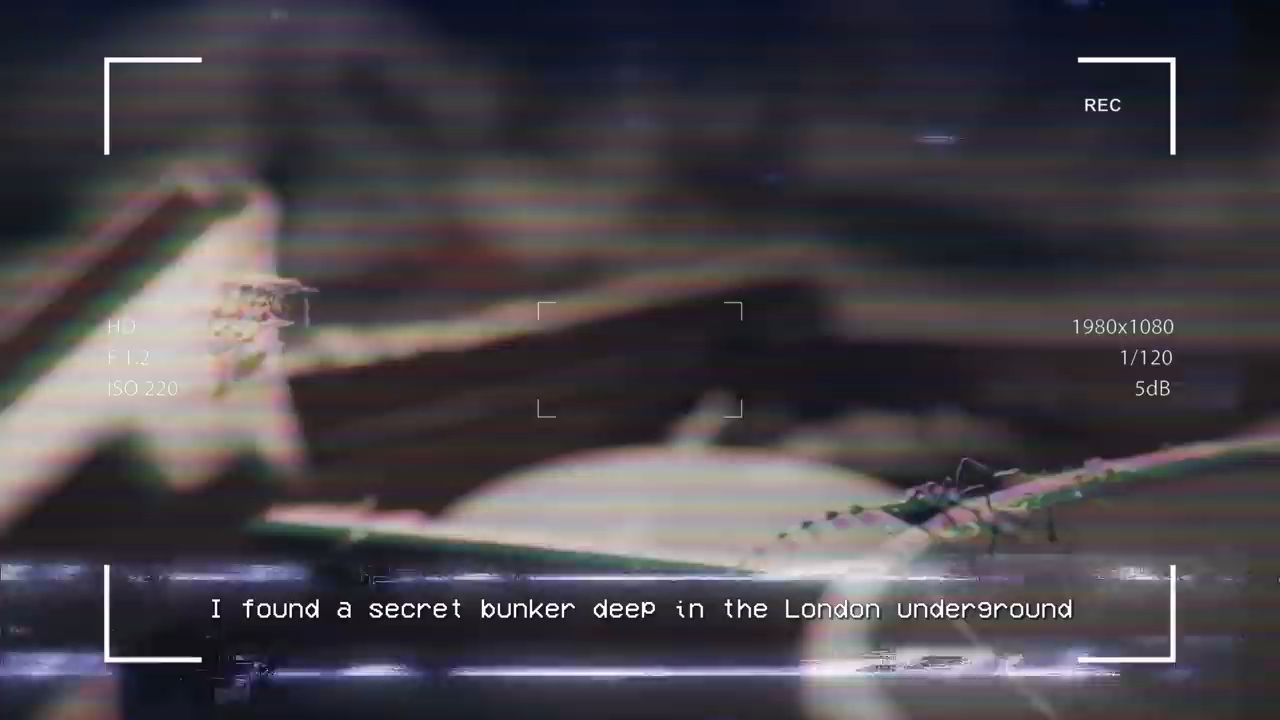 REC
HD
F 1.2
ISO 220
1980x1080
1/120
5dB
I found a secret bunker deep in the London underground